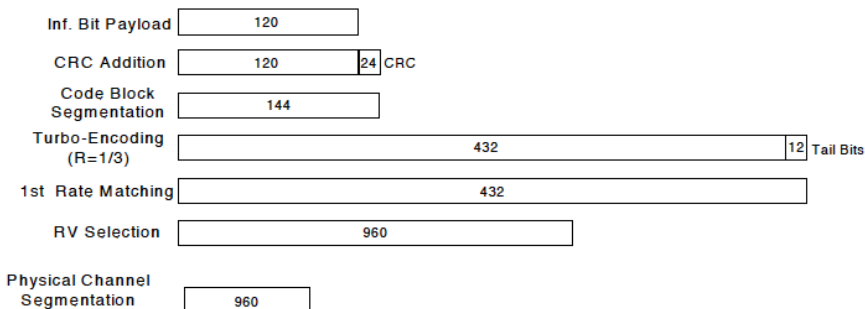 Inf. Bit Payload 120
CRC Addition 120 24 CRC
Code Block
Segmentation 144
Turbo-Encoding
(R=1/3) 432 12 Tail Bits
1st Rate Matching 432
RV Selection 960
Physical Channel
Segmentation 960